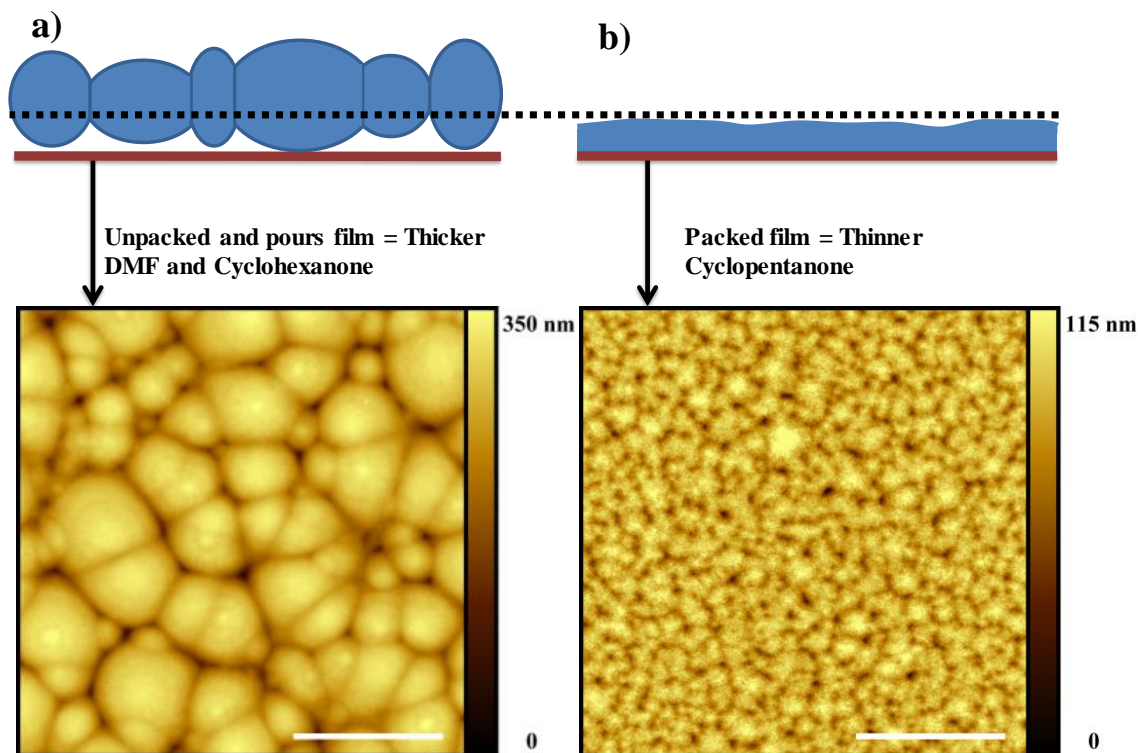 a)
b)
Unpacked and pours film = Thicker
DMF and Cyclohexanone
Packed film = Thinner
Cyclopentanone
350 nm
0
115 nm
0